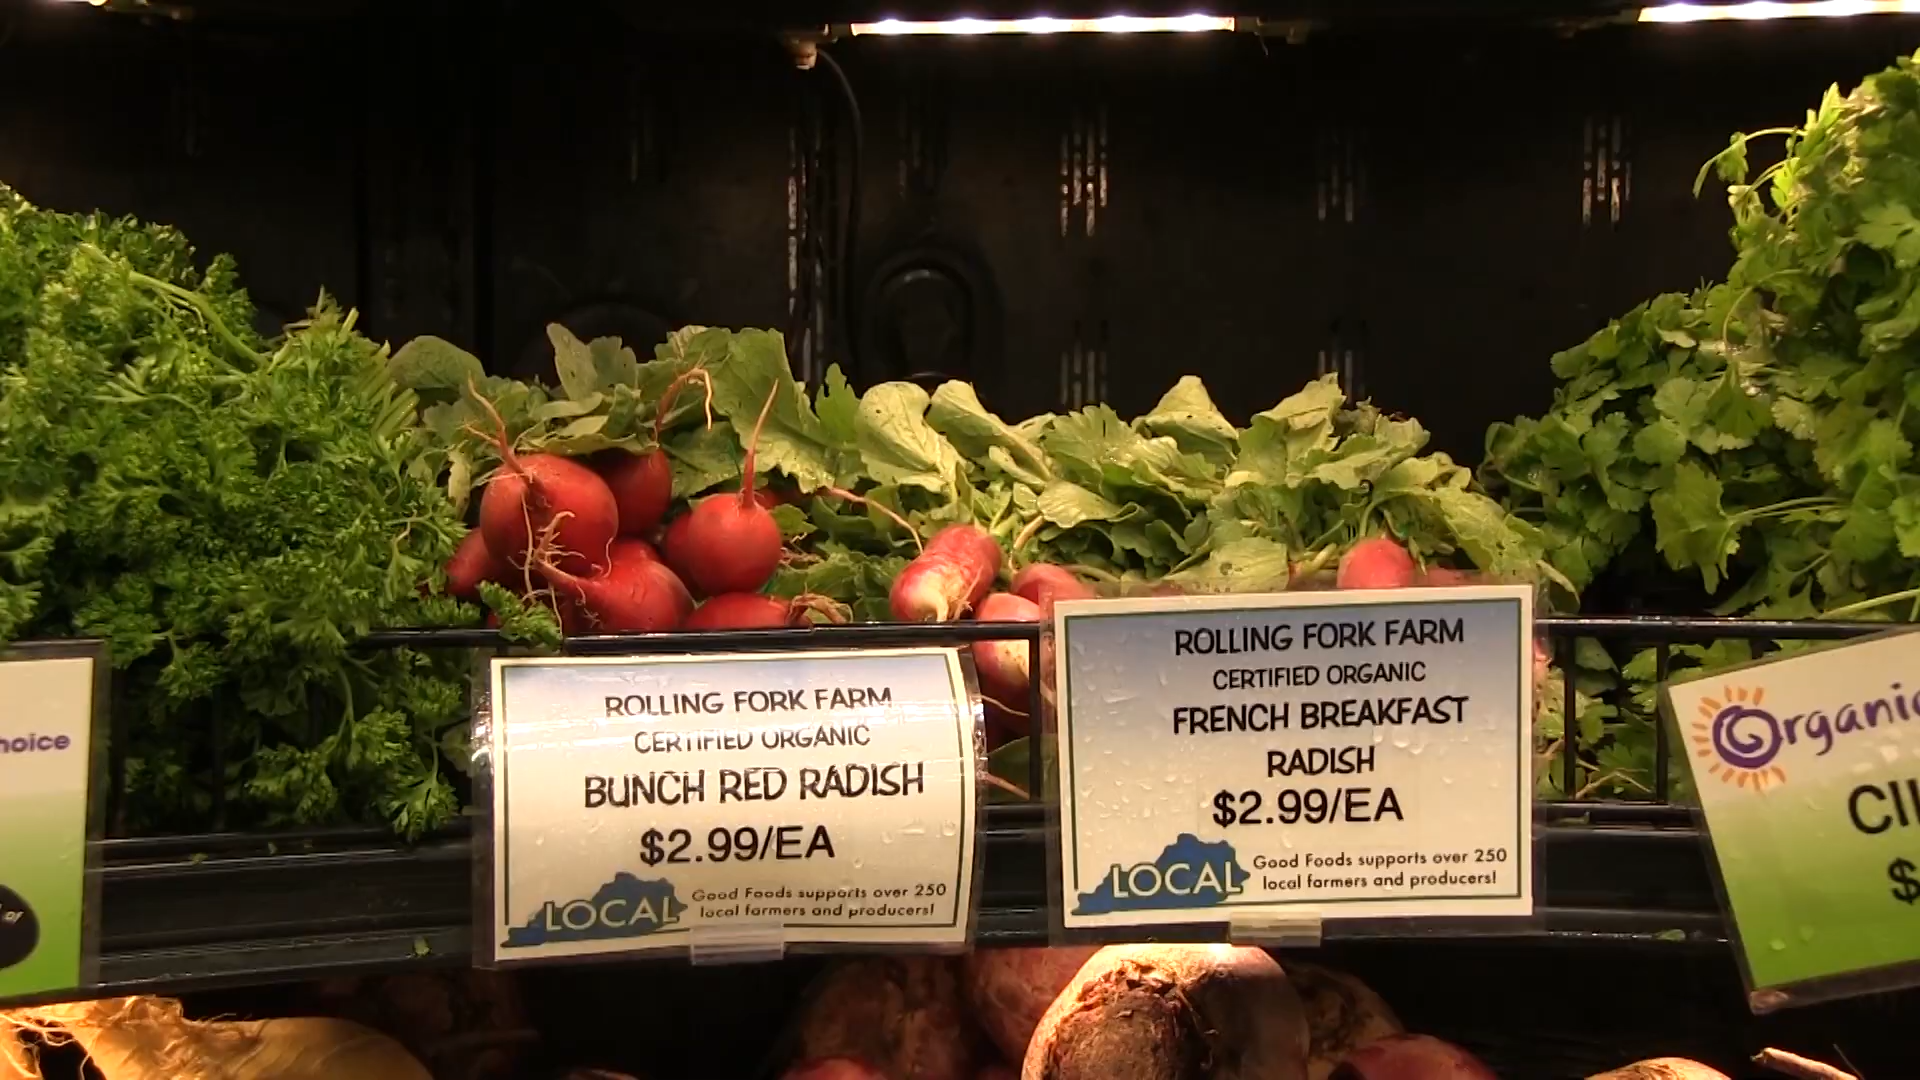 ROLLING FORK FARM
CERTIFIED ORGANIC
BUNCH RED RADISH
$2.99/EA
LOCAL
Good Foods supports over 250
local farmers and producers!
ROLLING FORK FARM
CERTIFIED ORGANIC
FRENCH BREAKFAST
RADISH
$2.99/EA
LOCAL
Good Foods supports over 250
local farmers and producers!
hoice
of
Organic
CIL
$